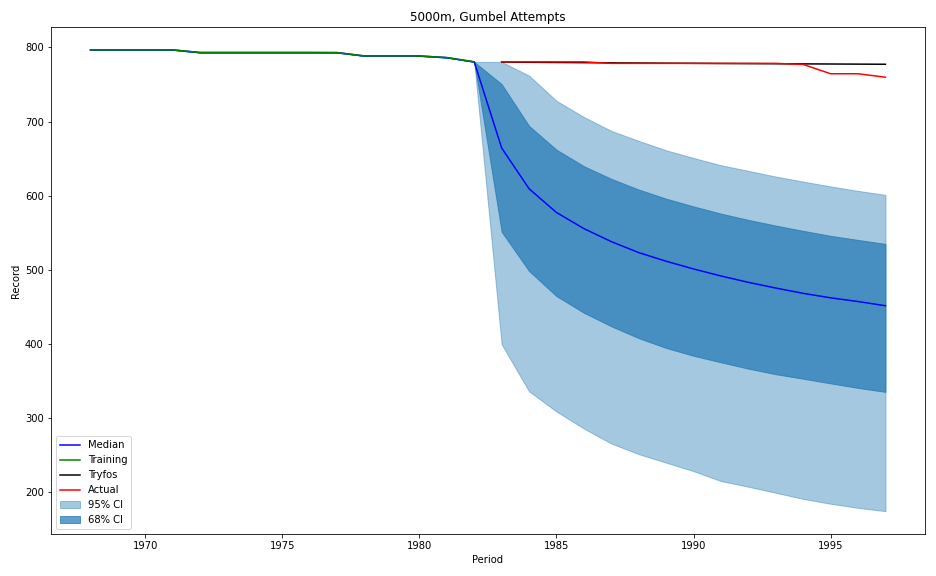 5000m, Gumbel Attempts
800
700
600
500
400
300
200
Record
Median
Training
Tryfos
Actual
95% CI
68% CI
1970 1975 1980 1985 1990 1995
Period